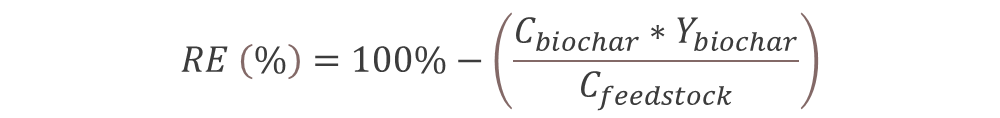 RE (%) = 100% − (C_biochar * Y_biochar / C_feedstock)